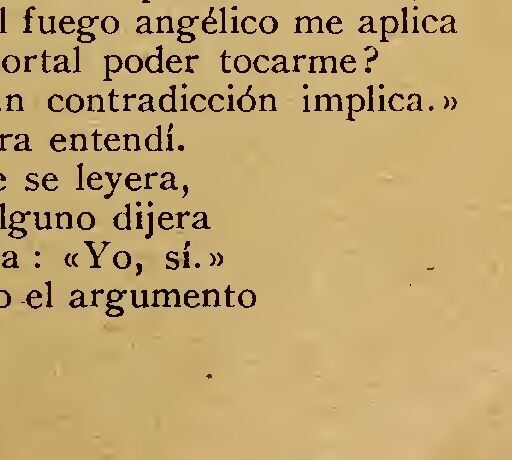 l fuego angélico me aplica
ortal poder tocarme?
n contradicción implica.»
ra entendí.
e se leyera,
lguno dijera
a : «Yo, sí.»
o el argumento